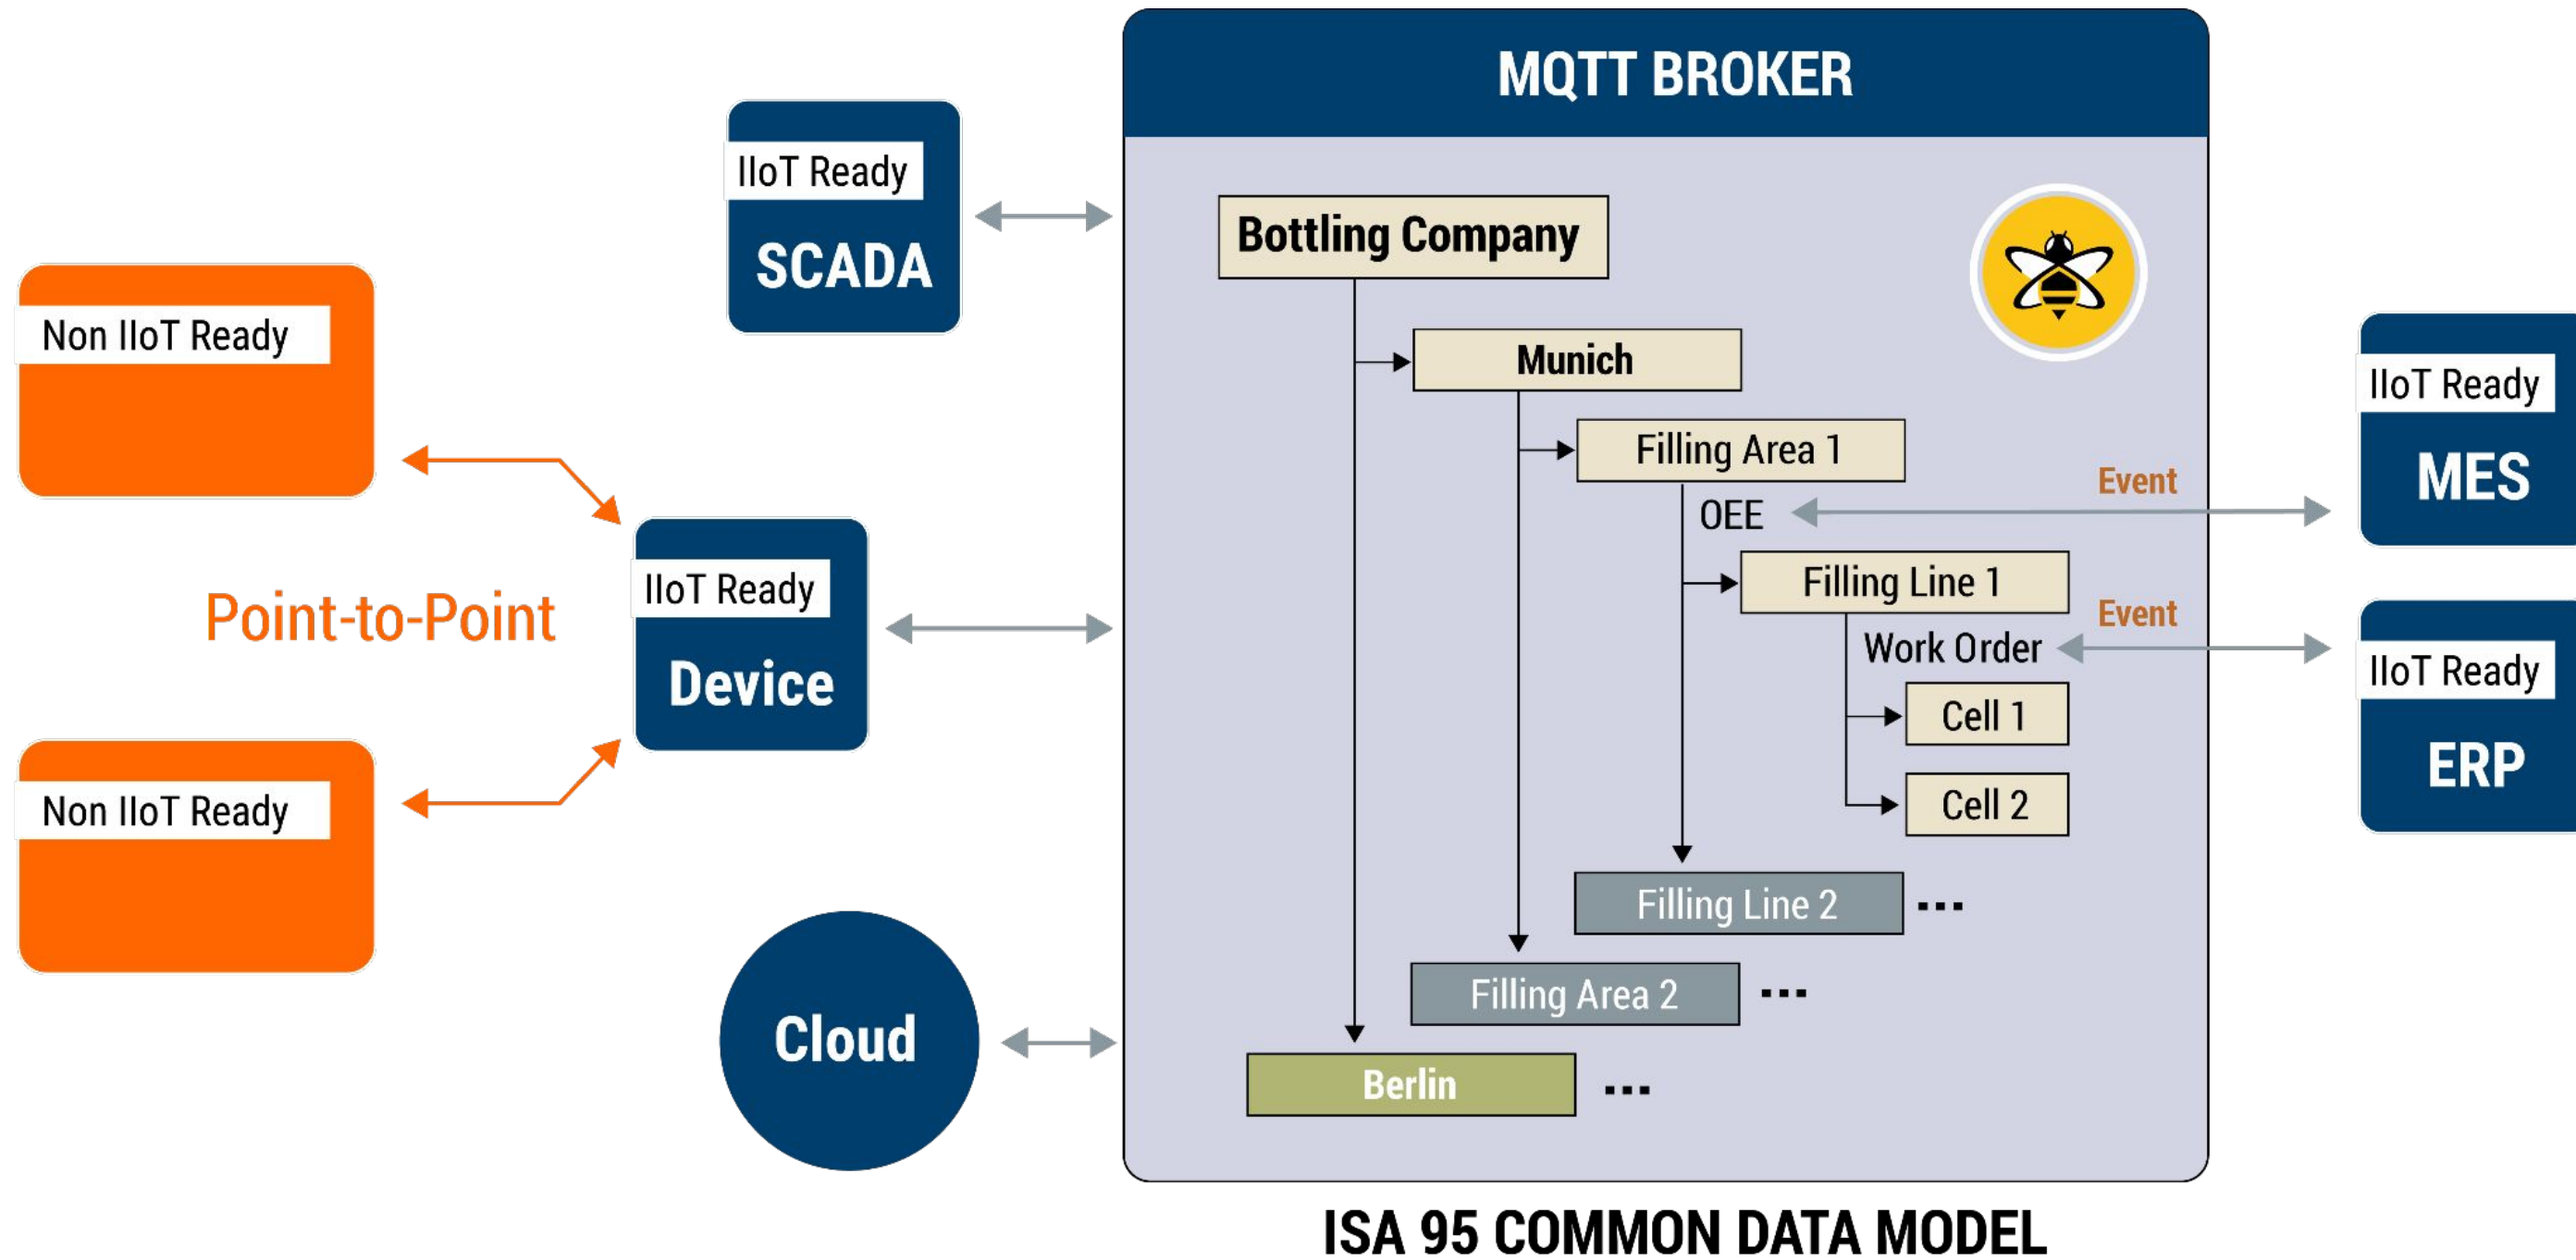 MQTT BROKER
IIoT Ready
SCADA
Non IIoT Ready
Point-to-Point
IIoT Ready
Device
Non IIoT Ready
Cloud
Bottling Company
Munich
Filling Area 1
OEE
Event
Filling Line 1
Work Order
Event
Cell 1
Cell 2
Filling Line 2 ...
Filling Area 2 ...
Berlin ...
IIoT Ready
MES
IIoT Ready
ERP
ISA 95 COMMON DATA MODEL